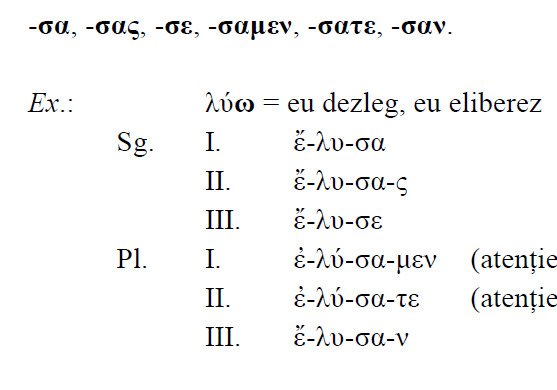 -σα, -σας, -σε, -σαμεν, -σατε, -σαν.
Ex.: λύω = eu dezleg, eu eliberez
Sg. I. ἔ-λυ-σα
II. ἔ-λυ-σα-ς
III. ἔ-λυ-σε
Pl. I. ἐ-λύ-σα-μεν (atenție
II. ἐ-λύ-σα-τε (atenție
III. ἔ-λυ-σα-ν